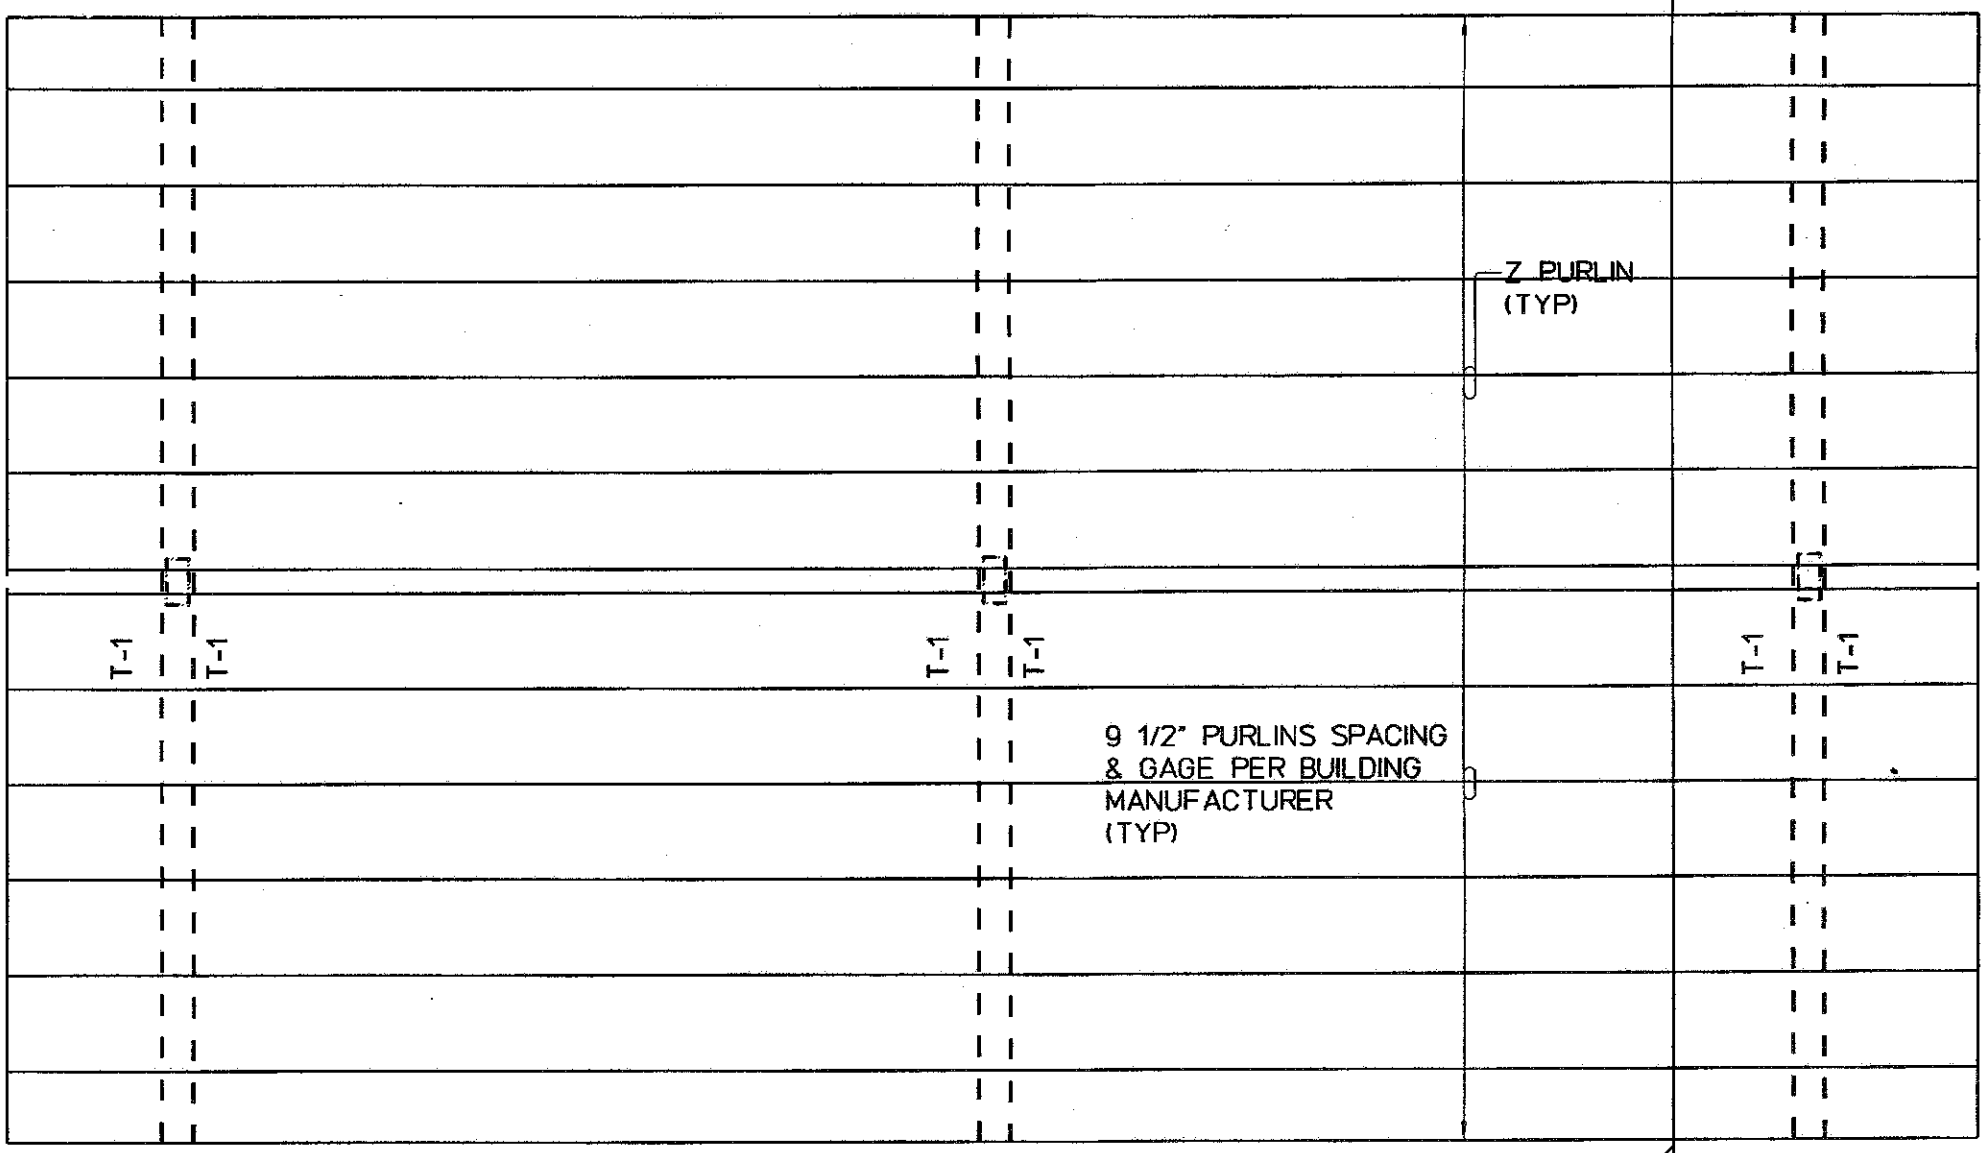 Z PURLIN
(TYP)
T-1
T-1
T-1
T-1
T-1
T-1
9 1/2" PURLINS SPACING
& GAGE PER BUILDING
MANUFACTURER
(TYP)